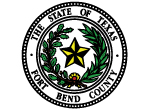 THE STATE OF TEXAS
FORT BEND COUNTY